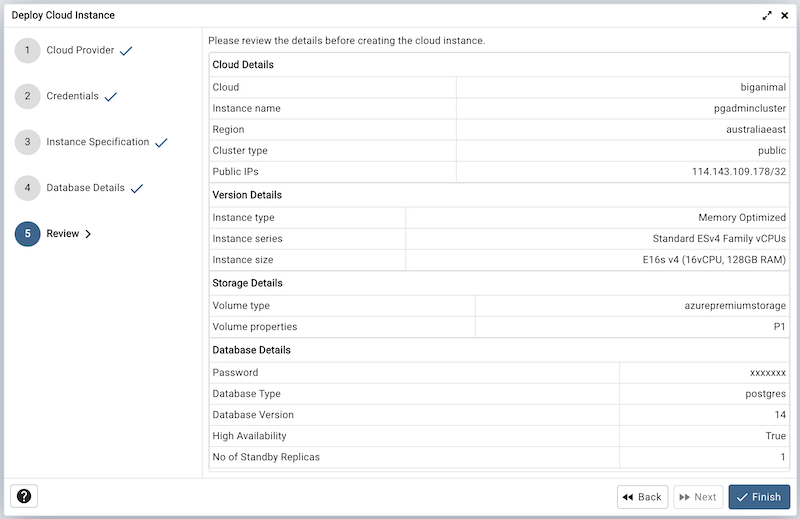 Deploy Cloud Instance
1 Cloud Provider
2 Credentials
3 Instance Specification
4 Database Details
5 Review
Please review the details before creating the cloud instance.
Cloud Details
Cloud biganimal
Instance name pgadmincluster
Region australiaeast
Cluster type public
Public IPs 114.143.109.178/32
Version Details
Instance type Memory Optimized
Instance series Standard ESv4 Family vCPUs
Instance size E16s v4 (16vCPU, 128GB RAM)
Storage Details
Volume type azurepremiumstorage
Volume properties P1
Database Details
Password xxxxxxx
Database Type postgres
Database Version 14
High Availability True
No of Standby Replicas 1
? Back Next Finish